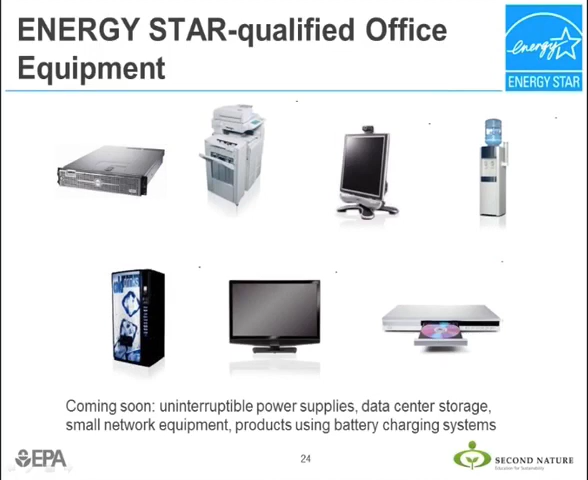 ENERGY STAR-qualified Office
Equipment
energy
ENERGY STAR
Coming soon: uninterruptible power supplies, data center storage,
small network equipment, products using battery charging systems
EPA
24
SECOND NATURE
Education for Sustainability